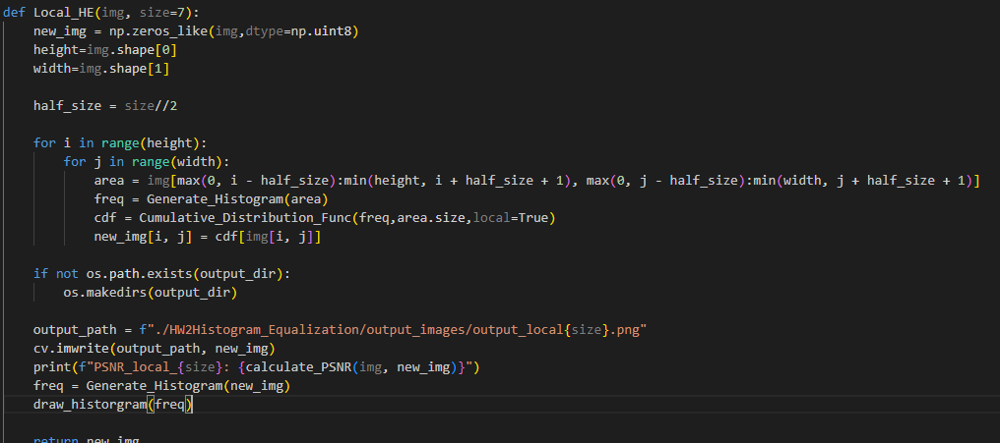 def Local_HE(img, size=7):
    new_img = np.zeros_like(img,dtype=np.uint8)
    height=img.shape[0]
    width=img.shape[1]

    half_size = size//2

    for i in range(height):
        for j in range(width):
            area = img[max(0, i - half_size):min(height, i + half_size + 1), max(0, j - half_size):min(width, j + half_size + 1)]
            freq = Generate_Histogram(area)
            cdf = Cumulative_Distribution_Func(freq,area.size,local=True)
            new_img[i, j] = cdf[img[i, j]]

    if not os.path.exists(output_dir):
        os.makedirs(output_dir)

    output_path = f"./HW2Histogram_Equalization/output_images/output_local{size}.png"
    cv.imwrite(output_path, new_img)
    print(f"PSNR_local_{size}: {calculate_PSNR(img, new_img)}")
    freq = Generate_Histogram(new_img)
    draw_historgram(freq)

    return new_img